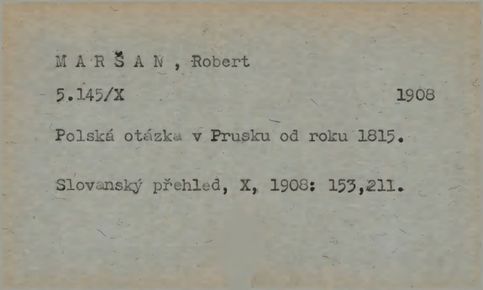 M A R Š A N , Robert
5.145/X 1908
Polská otázka v Prusku od roku 1815.
Slovanský přehled, X, 1908: 153,211.